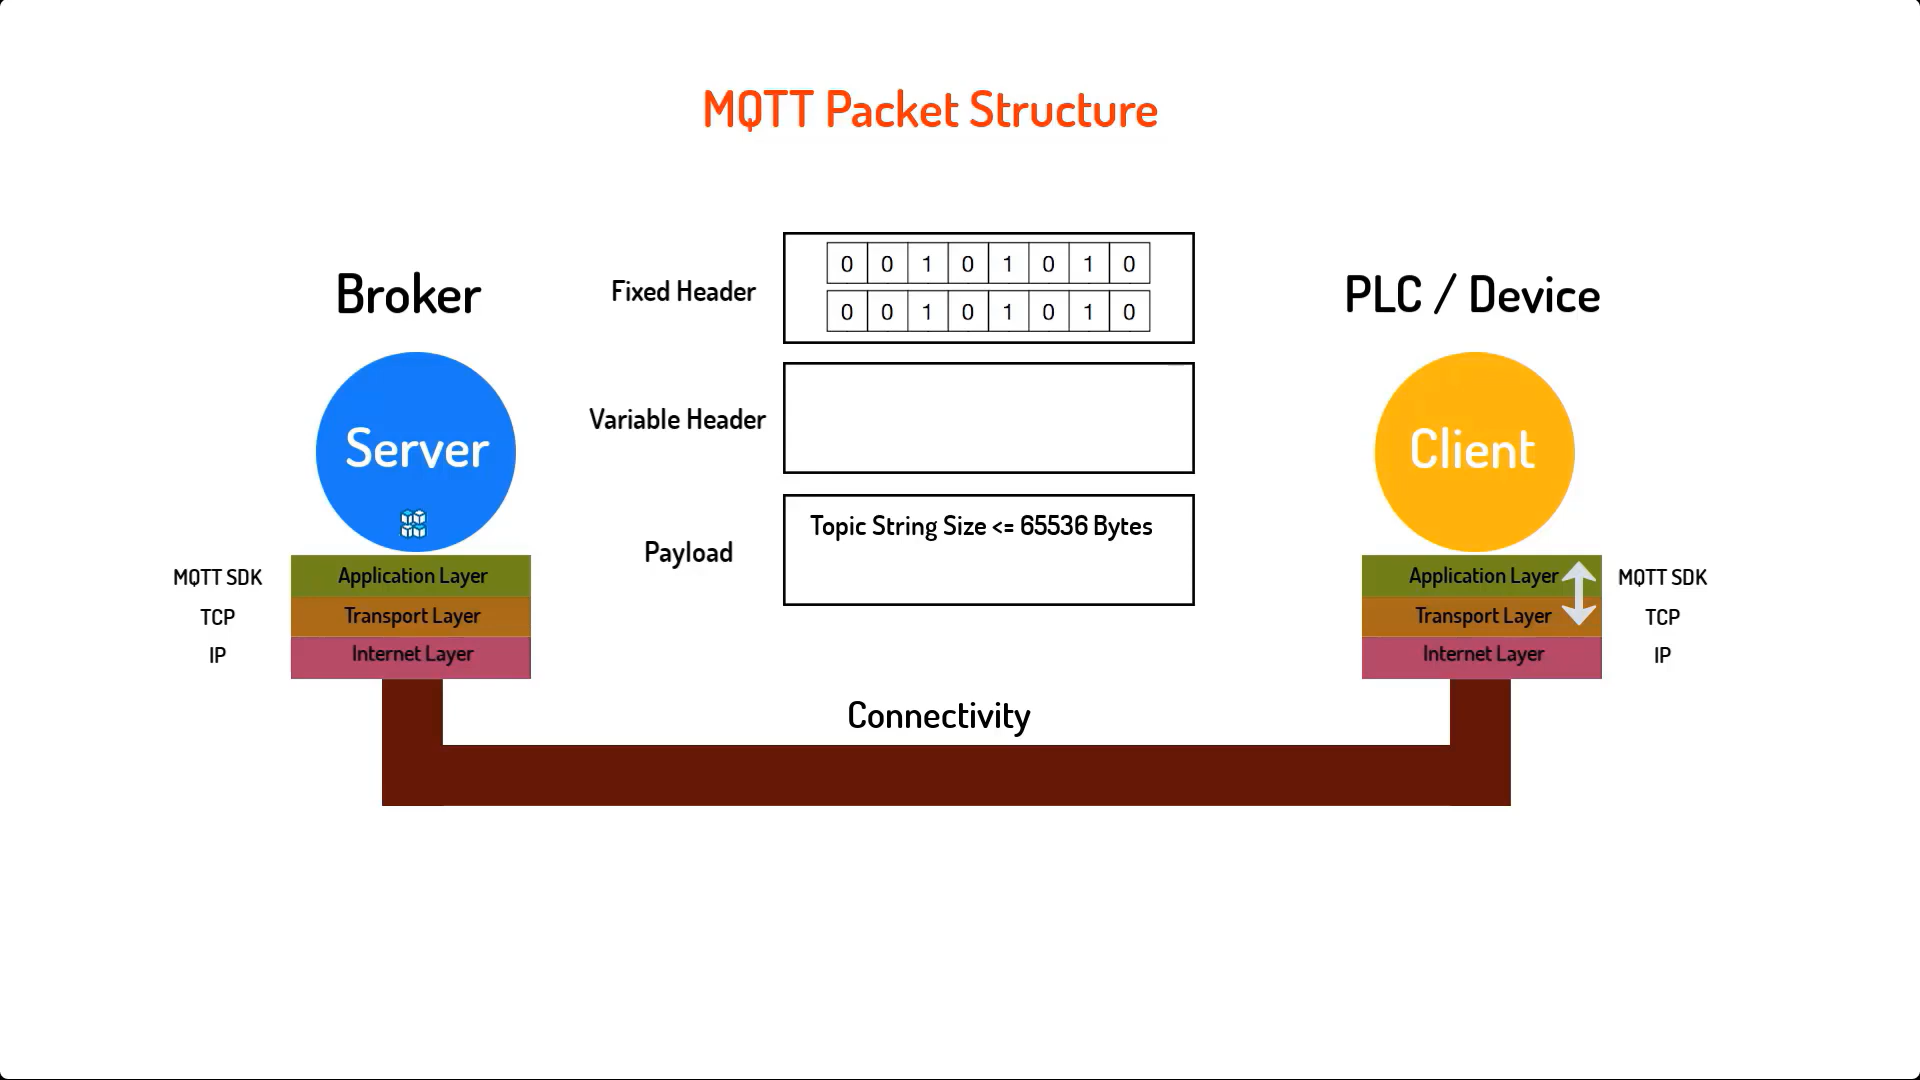 MQTT Packet Structure
Broker
Server
MQTT SDK
Application Layer
TCP
Transport Layer
IP
Internet Layer
Fixed Header
0 0 1 0 1 0 1 0
0 0 1 0 1 0 1 0
Variable Header
Payload
Topic String Size <= 65536 Bytes
Connectivity
PLC / Device
Client
Application Layer
MQTT SDK
Transport Layer
TCP
Internet Layer
IP